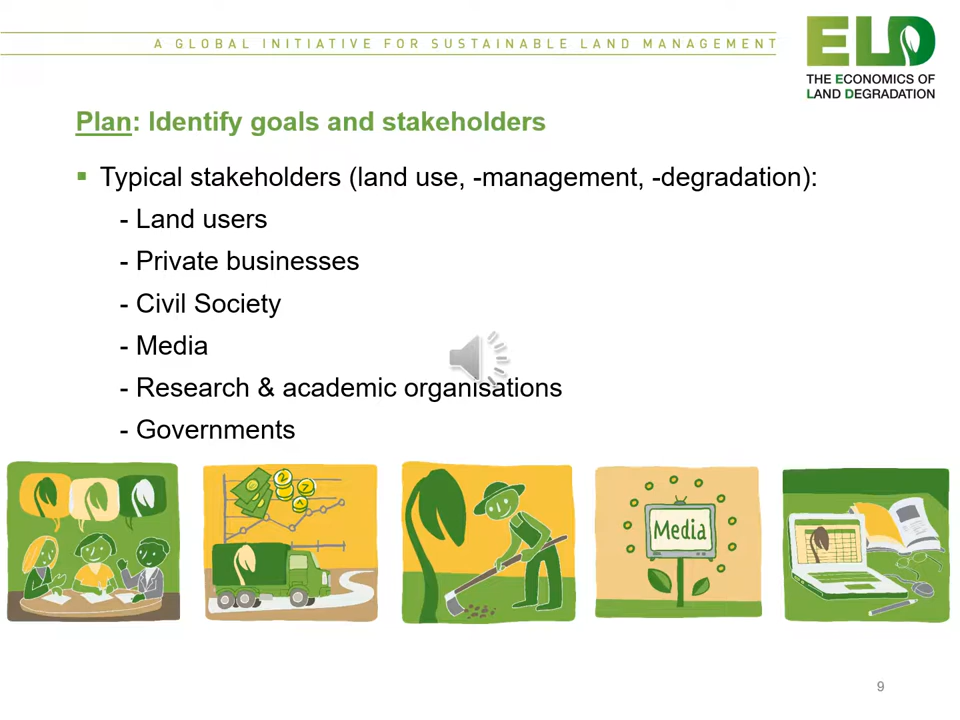 A GLOBAL INITIATIVE FOR SUSTAINABLE LAND MANAGEMENT
ELD
THE ECONOMICS OF
LAND DEGRADATION
Plan: Identify goals and stakeholders
▪ Typical stakeholders (land use, -management, -degradation):
- Land users
- Private businesses
- Civil Society
- Media
- Research & academic organisations
- Governments
Media
9